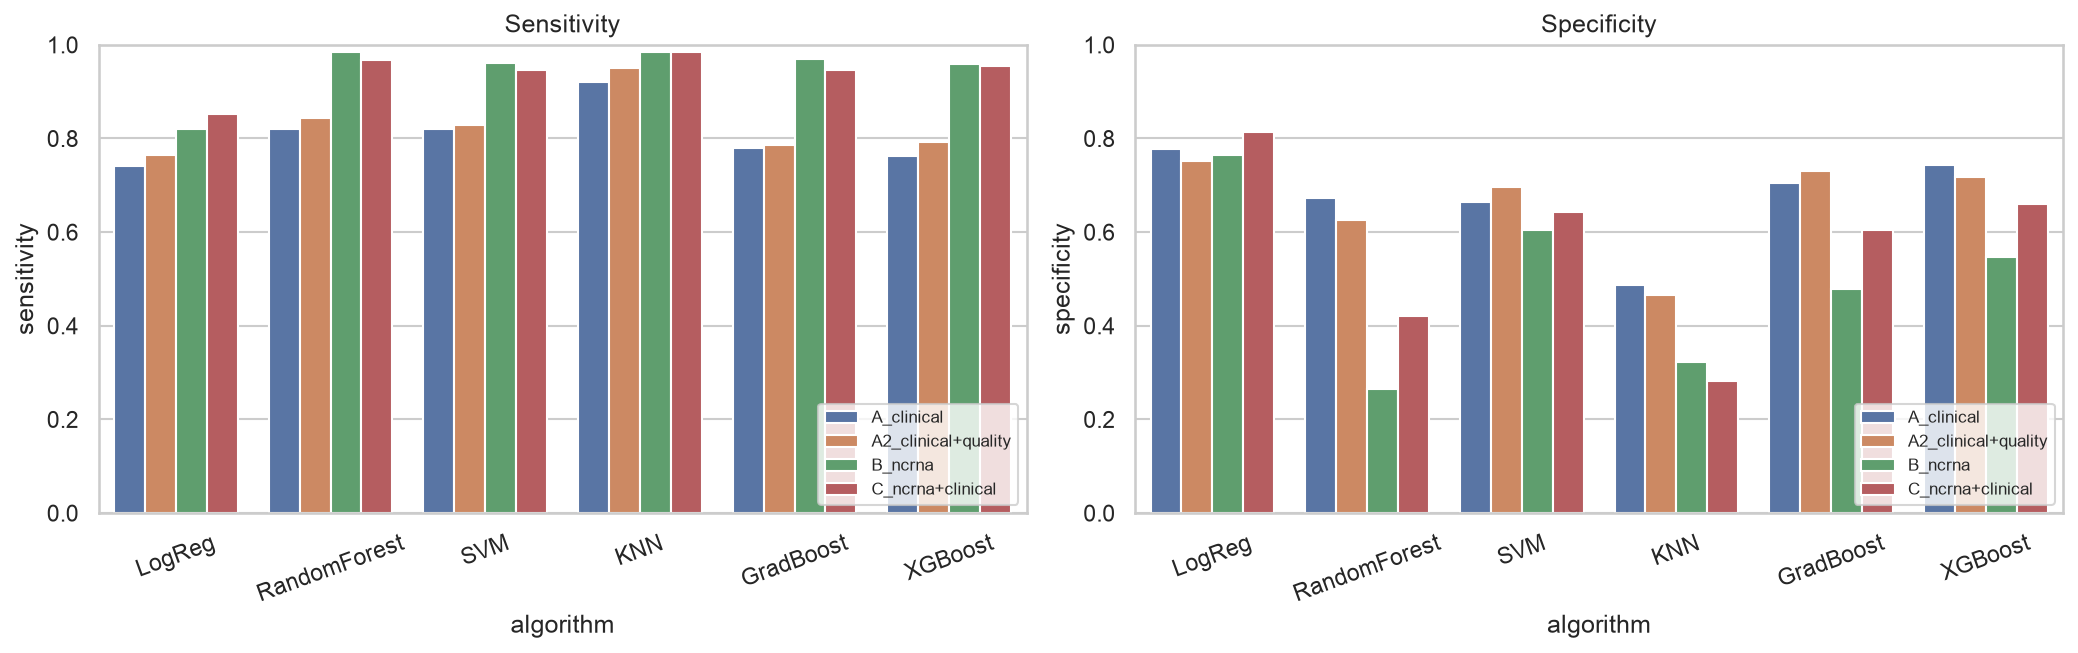 Sensitivity
1.0
0.8
0.6
0.4
0.2
0.0
sensitivity
A_clinical
A2_clinical+quality
B_ncrna
C_ncrna+clinical
LogReg
RandomForest
SVM
KNN
GradBoost
XGBoost
algorithm
Specificity
1.0
0.8
0.6
0.4
0.2
0.0
specificity
A_clinical
A2_clinical+quality
B_ncrna
C_ncrna+clinical
LogReg
RandomForest
SVM
KNN
GradBoost
XGBoost
algorithm